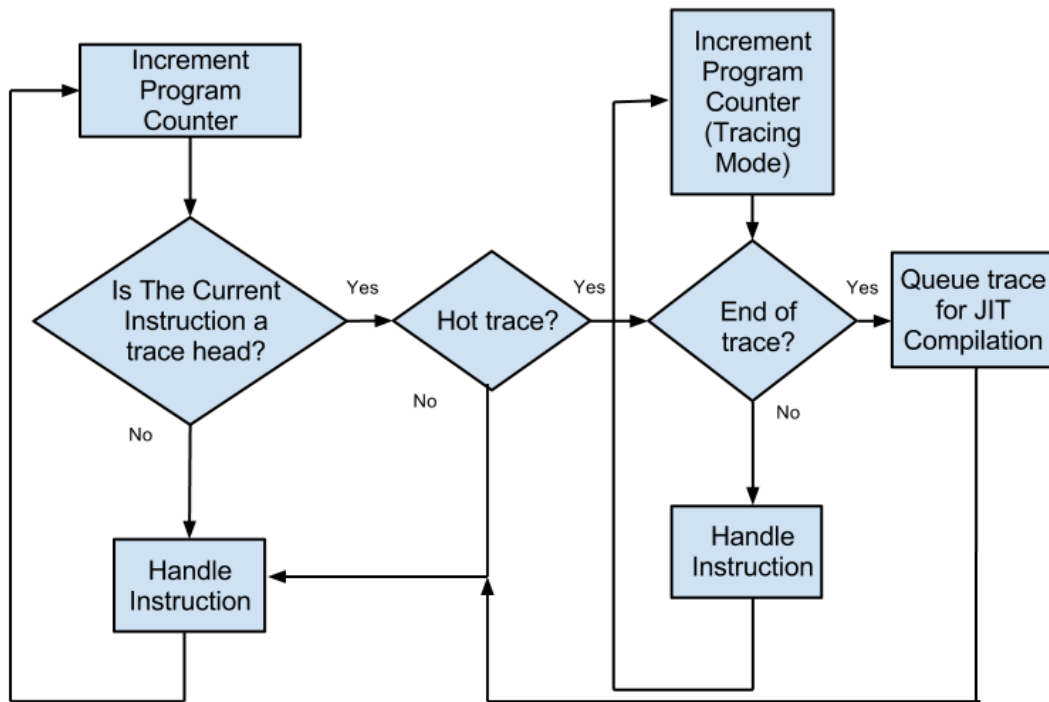 Increment
Program
Counter
Is The Current
Instruction a
trace head?
Yes
No
Handle
Instruction
Hot trace?
Yes
No
Increment
Program
Counter
(Tracing
Mode)
End of
trace?
Yes
No
Handle
Instruction
Queue trace
for JIT
Compilation